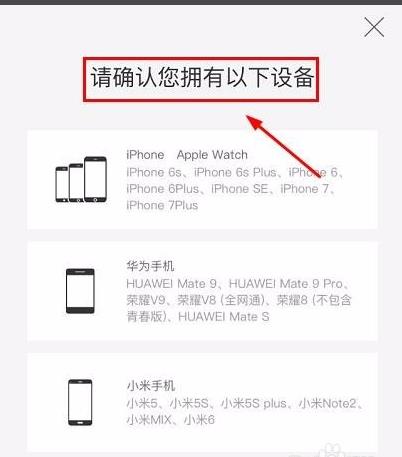 请确认您拥有以下设备
iPhone Apple Watch
iPhone 6s、iPhone 6s Plus、iPhone 6、
iPhone 6Plus、iPhone SE、iPhone 7、
iPhone 7Plus
华为手机
HUAWEI Mate 9、HUAWEI Mate 9 Pro、
荣耀V9、荣耀V8 (全网通)、荣耀8 (不包含
青春版)、HUAWEI Mate S
小米手机
小米5、小米5S、小米5S plus、小米Note2、
小米MIX、小米6